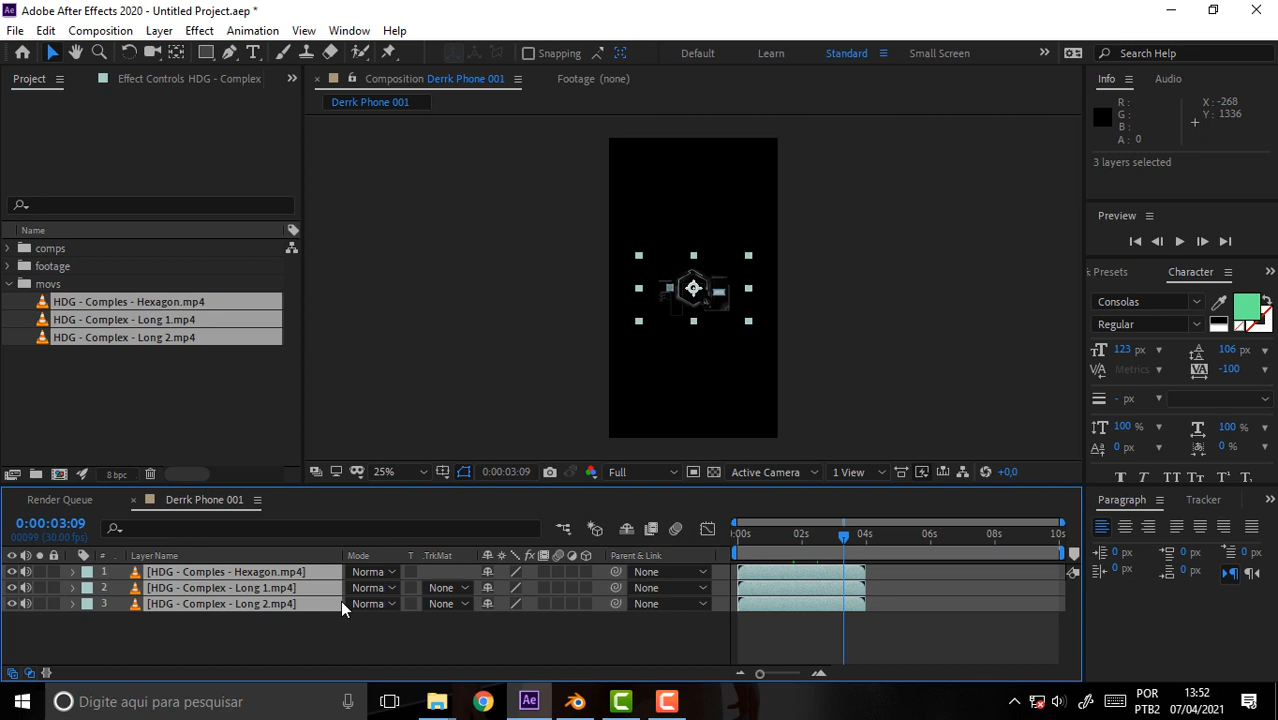 Adobe After Effects 2020 - Untitled Project.aep *
File Edit Composition Layer Effect Animation View Window Help
Snapping Default Learn Standard Small Screen Search Help
Project Effect Controls HDG - Complex
Composition Derrk Phone 001 Footage (none)
Info Audio
Derrk Phone 001
R : X : -268
G : Y : 1336
B :
A : 0
3 layers selected
Preview
Name
comps
footage
movs
HDG - Comples - Hexagon.mp4
HDG - Complex - Long 1.mp4
HDG - Complex - Long 2.mp4
Presets Character
Consolas
Regular
123 px 106 px
Metrics -100
- px
100 % 100 %
0 px 0 %
8 bpc
25% 0:00:03:09 Full Active Camera 1 View +0,0
Render Queue Derrk Phone 001
Paragraph Tracker
0:00:03:09
00099 (30.00 fps)
:00s 02s 04s 06s 08s 10s
# Layer Name Mode T .TrkMat Parent & Link
1 [HDG - Comples - Hexagon.mp4] Norma None
2 [HDG - Complex - Long 1.mp4] Norma None None
3 [HDG - Complex - Long 2.mp4] Norma None None
0 px 0 px 0 px
0 px 0 px
Digite aqui para pesquisar
POR
PTB2
13:52
07/04/2021